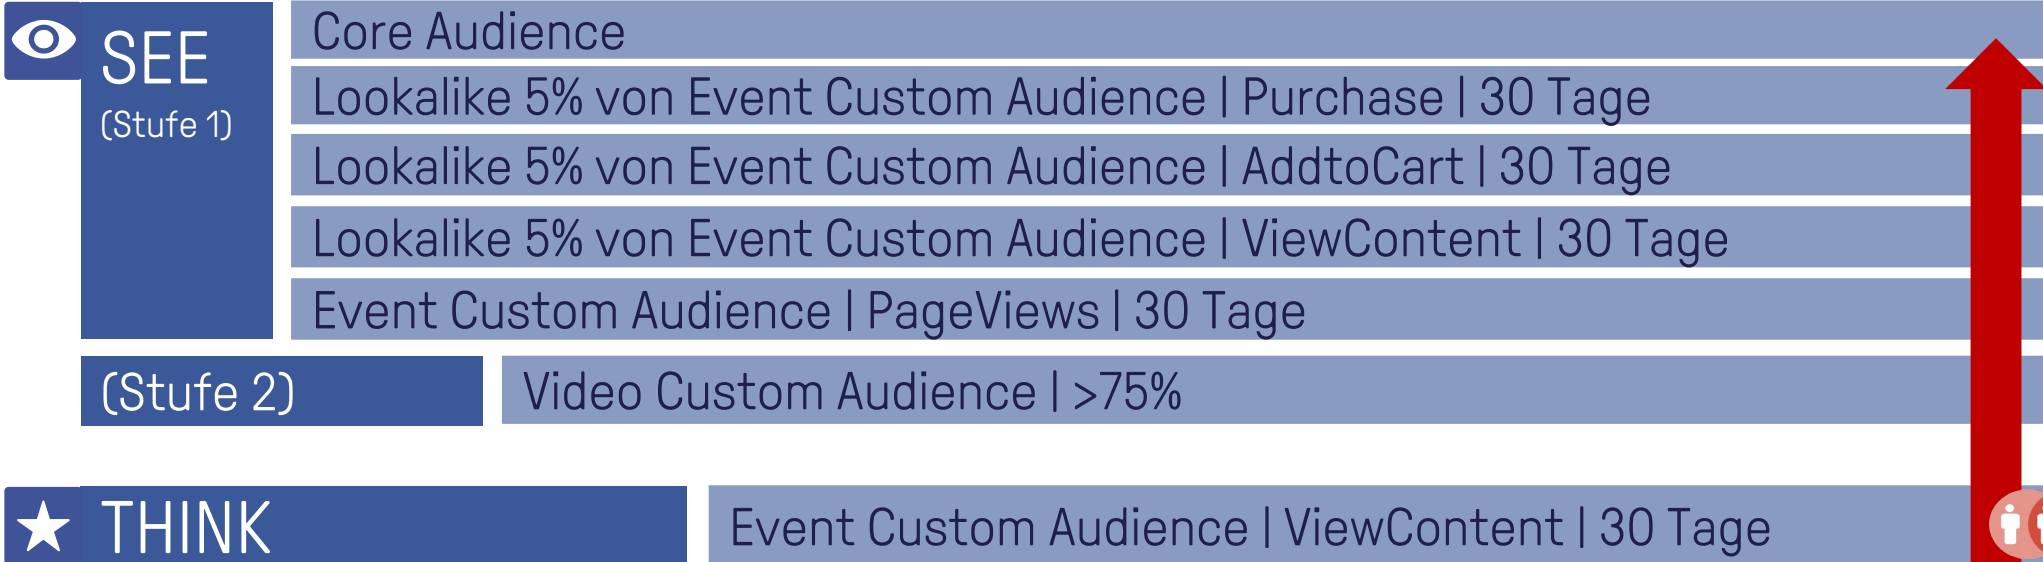 SEE
(Stufe 1)
Core Audience
Lookalike 5% von Event Custom Audience | Purchase | 30 Tage
Lookalike 5% von Event Custom Audience | AddtoCart | 30 Tage
Lookalike 5% von Event Custom Audience | ViewContent | 30 Tage
Event Custom Audience | PageViews | 30 Tage
(Stufe 2)
Video Custom Audience | >75%
THINK
Event Custom Audience | ViewContent | 30 Tage